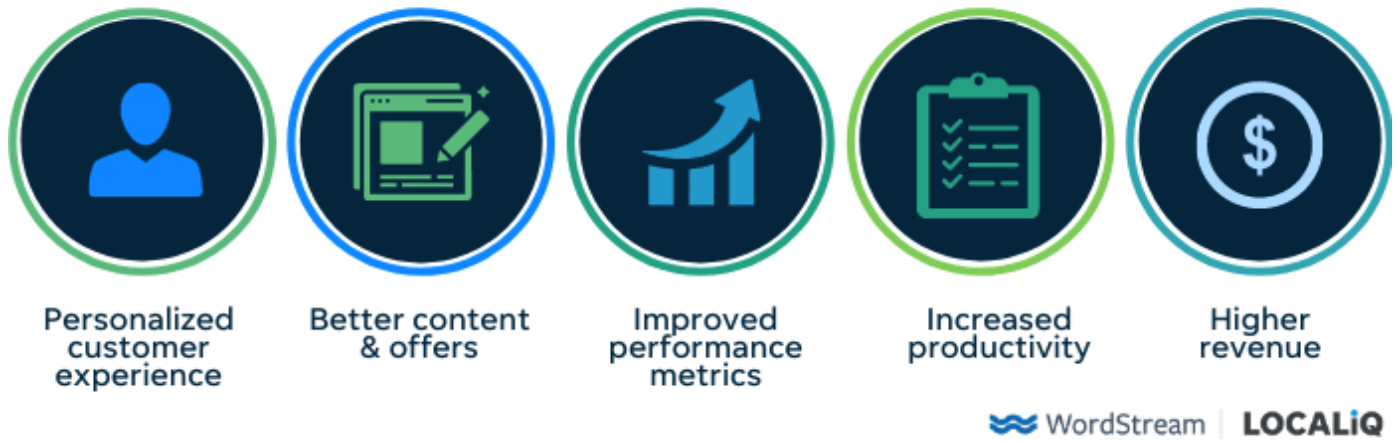 Personalized
customer
experience
Better content
& offers
Improved
performance
metrics
Increased
productivity
Higher
revenue
$
WordStream | LOCALiQ